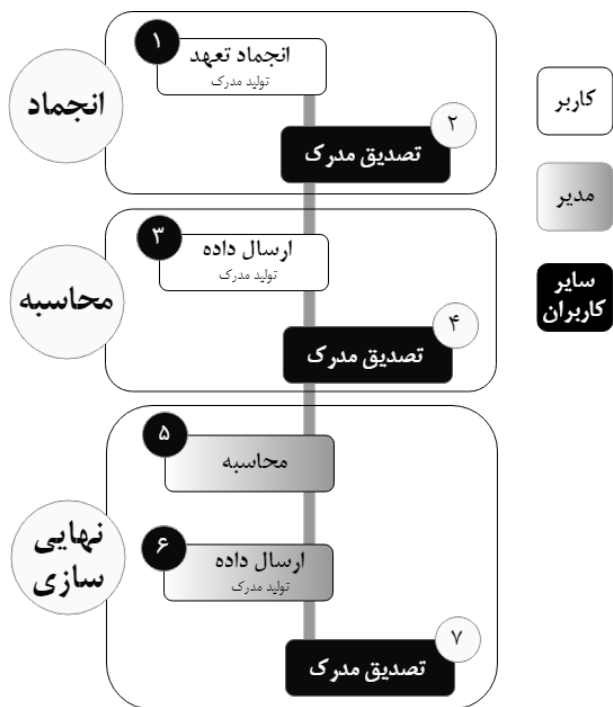 انجماد
۱
انجماد تعهد
تولید مدرک
۲
تصدیق مدرک
محاسبه
۳
ارسال داده
تولید مدرک
۴
تصدیق مدرک
نهایی
سازی
۵
محاسبه
۶
ارسال داده
تولید مدرک
۷
تصدیق مدرک
کاربر
مدیر
سایر
کاربران